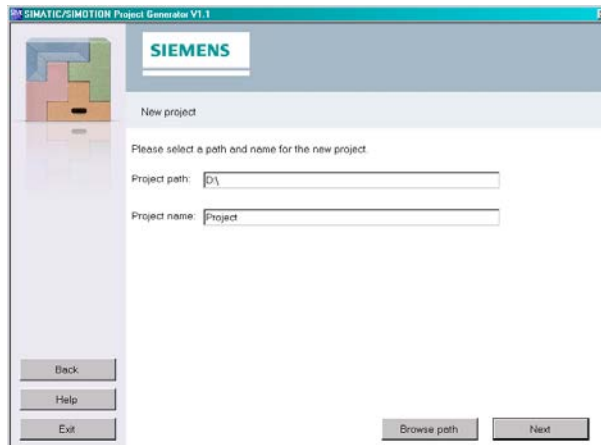 SIMATIC/SIMOTION Project Generator V1.1
SIEMENS
New project
Please select a path and name for the new project.
Project path: D:\
Project name: Project
Back
Help
Exit
Browse path
Next